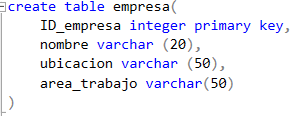 create table empresa(
ID_empresa integer primary key,
nombre varchar (20),
ubicacion varchar (50),
area_trabajo varchar(50)
)